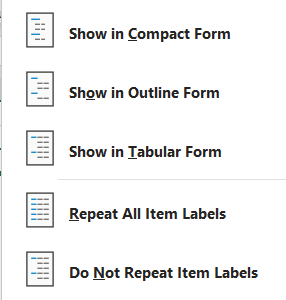 Show in Compact Form
Show in Outline Form
Show in Tabular Form
Repeat All Item Labels
Do Not Repeat Item Labels